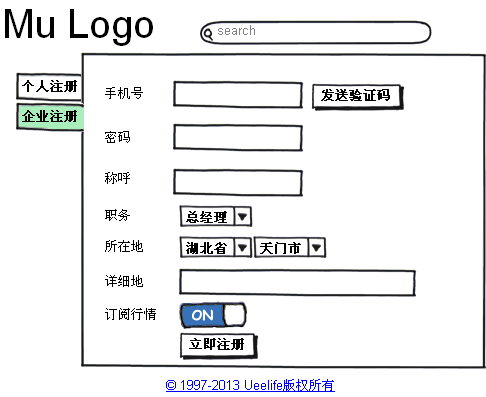 Mu Logo
search
个人注册
企业注册
手机号
发送验证码
密码
称呼
职务
总经理
所在地
湖北省
天门市
详细地
订阅行情
ON
立即注册
© 1997-2013 Ueelife版权所有